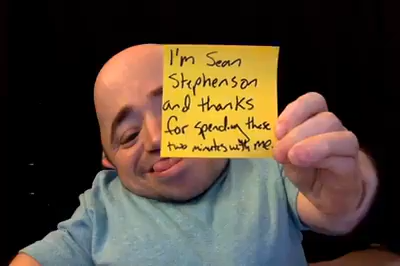 I'm Sean
Stephenson
and thanks
for spending these
two minutes with me.